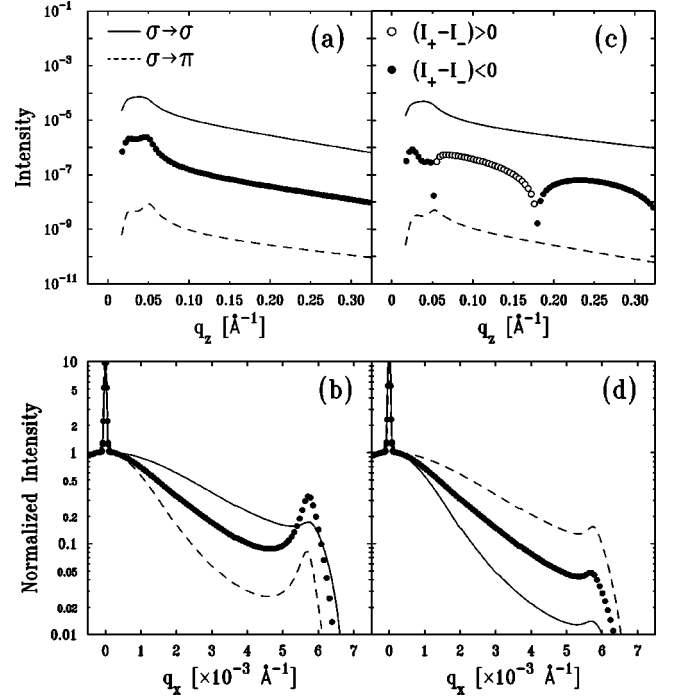 10⁻¹
10⁻³
10⁻⁵
10⁻⁷
10⁻⁹
10⁻¹¹
Intensity
σ→σ
σ→π
(a)
0 0.05 0.10 0.15 0.20 0.25 0.30
q_z [Å⁻¹]
(I₊−I₋)>0
(I₊−I₋)<0
(c)
0 0.05 0.10 0.15 0.20 0.25 0.30
q_z [Å⁻¹]
10
5
2
1
0.5
0.2
0.1
0.05
0.02
0.01
Normalized Intensity
(b)
0 1 2 3 4 5 6 7
q_x [×10⁻³ Å⁻¹]
(d)
0 1 2 3 4 5 6 7
q_x [×10⁻³ Å⁻¹]